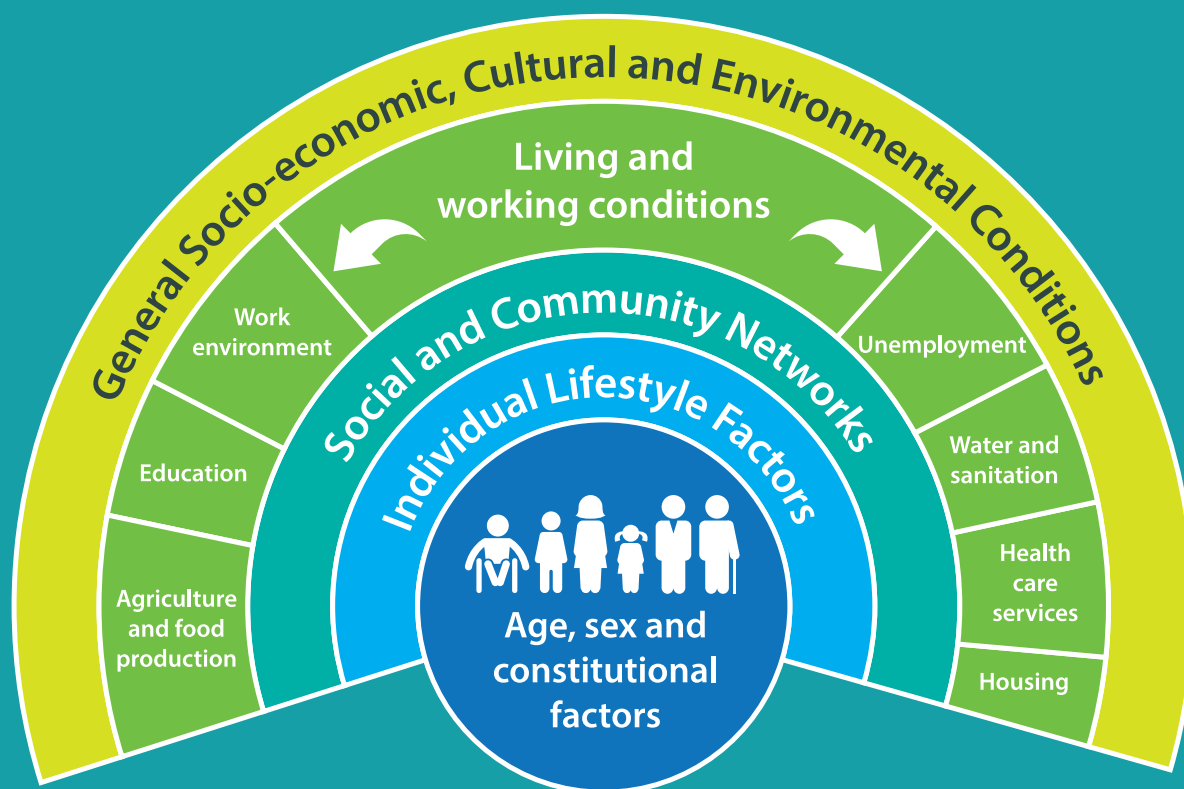 General Socio-economic, Cultural and Environmental Conditions
Living and
working conditions
Work
environment
Education
Agriculture
and food
production
Unemployment
Water and
sanitation
Health
care
services
Housing
Social and Community Networks
Individual Lifestyle Factors
Age, sex and
constitutional
factors